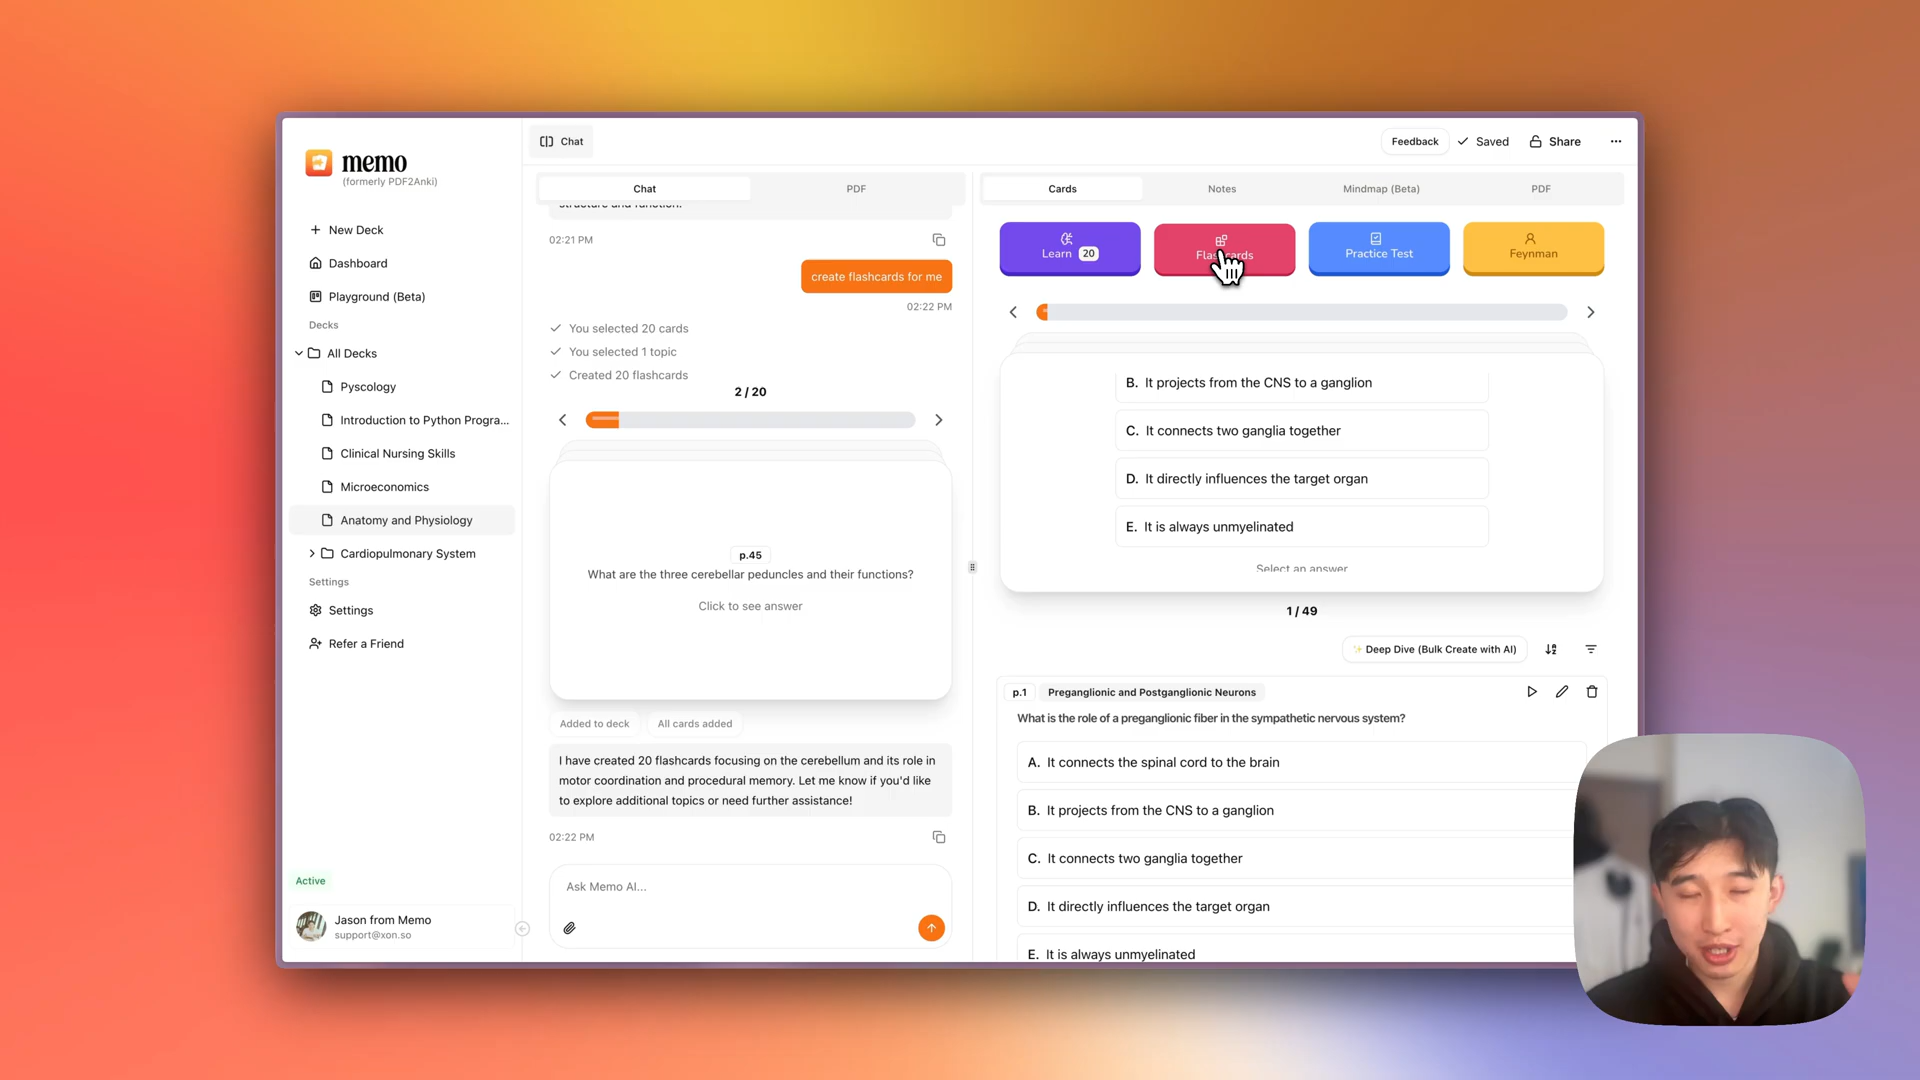 memo
(formerly PDF2Anki)
New Deck
Dashboard
Playground (Beta)
Decks
All Decks
Pyscology
Introduction to Python Progra...
Clinical Nursing Skills
Microeconomics
Anatomy and Physiology
Cardiopulmonary System
Settings
Settings
Refer a Friend
Active
Jason from Memo
support@xon.so
Chat
Feedback
Saved
Share
Chat
PDF
structure and function.
02:21 PM
create flashcards for me
02:22 PM
You selected 20 cards
You selected 1 topic
Created 20 flashcards
2 / 20
p.45
What are the three cerebellar peduncles and their functions?
Click to see answer
Added to deck
All cards added
I have created 20 flashcards focusing on the cerebellum and its role in
motor coordination and procedural memory. Let me know if you'd like
to explore additional topics or need further assistance!
02:22 PM
Ask Memo AI...
Cards
Notes
Mindmap (Beta)
PDF
Learn 20
Flashcards
Practice Test
Feynman
B. It projects from the CNS to a ganglion
C. It connects two ganglia together
D. It directly influences the target organ
E. It is always unmyelinated
Select an answer
1 / 49
Deep Dive (Bulk Create with AI)
p.1 Preganglionic and Postganglionic Neurons
What is the role of a preganglionic fiber in the sympathetic nervous system?
A. It connects the spinal cord to the brain
B. It projects from the CNS to a ganglion
C. It connects two ganglia together
D. It directly influences the target organ
E. It is always unmyelinated